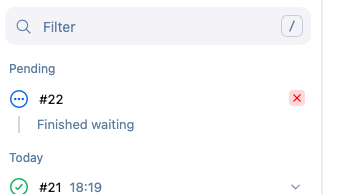 Filter /
Pending
#22
Finished waiting
Today
#21 18:19